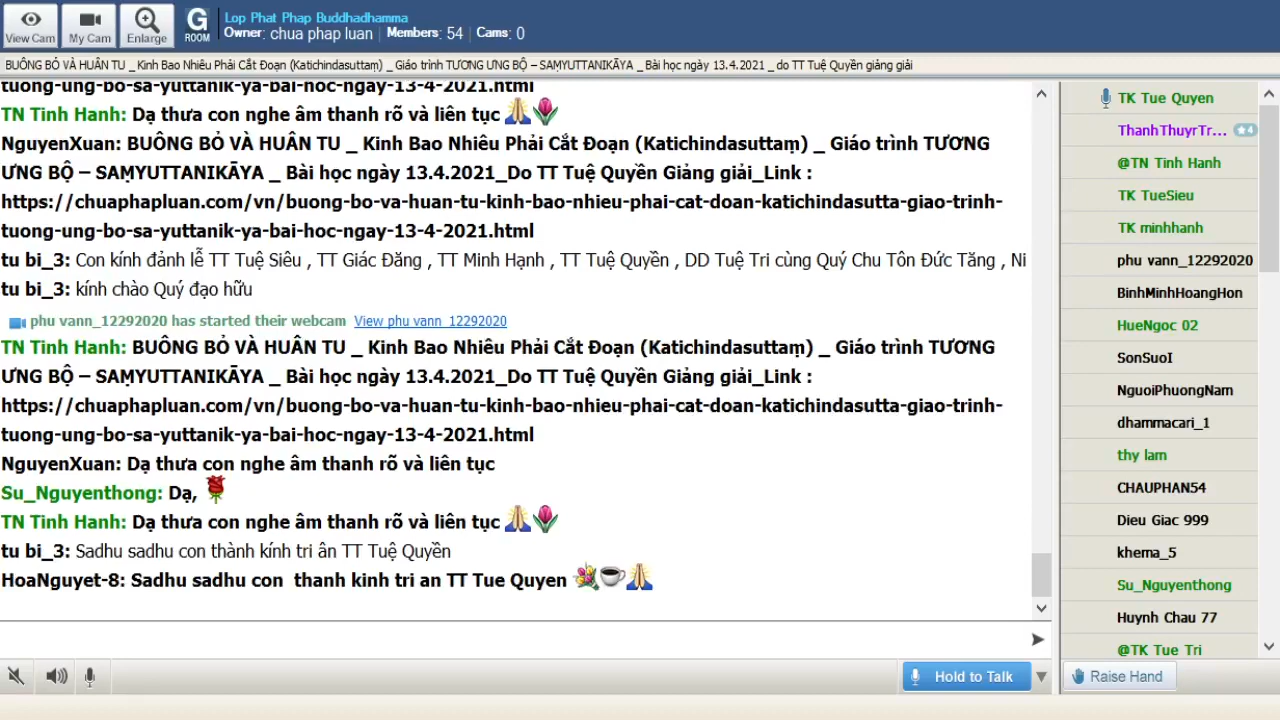 View Cam
My Cam
Enlarge
G
ROOM
Lop Phat Phap Buddhadhamma
Owner: chua phap luan | Members: 54 | Cams: 0
BUÔNG BỎ VÀ HUÂN TU _ Kinh Bao Nhiêu Phải Cắt Đoạn (Katichindasuttaṃ) _ Giáo trình TƯƠNG ƯNG BỘ – SAṂYUTTANIKĀYA _ Bài học ngày 13.4.2021 _ do TT Tuệ Quyền giảng giải
tuong-ung-bo-sa-yuttanik-ya-bai-hoc-ngay-13-4-2021.html
TN Tinh Hanh: Dạ thưa con nghe âm thanh rõ và liên tục
NguyenXuan: BUÔNG BỎ VÀ HUÂN TU _ Kinh Bao Nhiêu Phải Cắt Đoạn (Katichindasuttaṃ) _ Giáo trình TƯƠNG
ƯNG BỘ – SAṂYUTTANIKĀYA _ Bài học ngày 13.4.2021_Do TT Tuệ Quyền Giảng giải_Link :
https://chuaphapluan.com/vn/buong-bo-va-huan-tu-kinh-bao-nhieu-phai-cat-doan-katichindasutta-giao-trinh-
tuong-ung-bo-sa-yuttanik-ya-bai-hoc-ngay-13-4-2021.html
tu bi_3: Con kính đảnh lễ TT Tuệ Siêu , TT Giác Đăng , TT Minh Hạnh , TT Tuệ Quyền , DD Tuệ Tri cùng Quý Chu Tôn Đức Tăng , Ni
tu bi_3: kính chào Quý đạo hữu
phu vann_12292020 has started their webcam View phu vann_12292020
TN Tinh Hanh: BUÔNG BỎ VÀ HUÂN TU _ Kinh Bao Nhiêu Phải Cắt Đoạn (Katichindasuttaṃ) _ Giáo trình TƯƠNG
ƯNG BỘ – SAṂYUTTANIKĀYA _ Bài học ngày 13.4.2021_Do TT Tuệ Quyền Giảng giải_Link :
https://chuaphapluan.com/vn/buong-bo-va-huan-tu-kinh-bao-nhieu-phai-cat-doan-katichindasutta-giao-trinh-
tuong-ung-bo-sa-yuttanik-ya-bai-hoc-ngay-13-4-2021.html
NguyenXuan: Dạ thưa con nghe âm thanh rõ và liên tục
Su_Nguyenthong: Dạ,
TN Tinh Hanh: Dạ thưa con nghe âm thanh rõ và liên tục
tu bi_3: Sadhu sadhu con thành kính tri ân TT Tuệ Quyền
HoaNguyet-8: Sadhu sadhu con thanh kinh tri an TT Tue Quyen
Hold to Talk
TK Tue Quyen
ThanhThuyrTr... 4
@TN Tinh Hanh
TK TueSieu
TK minhhanh
phu vann_12292020
BinhMinhHoangHon
HueNgoc 02
SonSuoI
NguoiPhuongNam
dhammacari_1
thy lam
CHAUPHAN54
Dieu Giac 999
khema_5
Su_Nguyenthong
Huynh Chau 77
@TK Tue Tri
Raise Hand